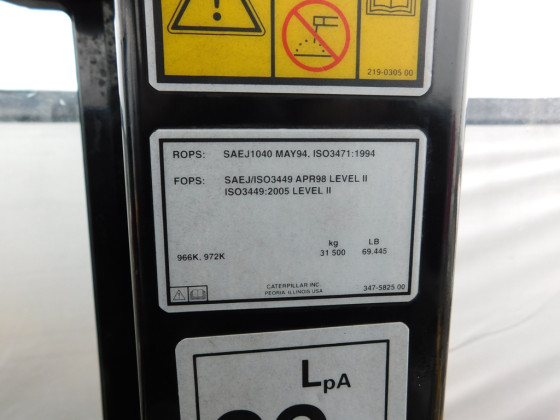 219-0305 00
ROPS: SAEJ1040 MAY94, ISO3471:1994
FOPS: SAEJ/ISO3449 APR98 LEVEL II
ISO3449:2005 LEVEL II
kg LB
966K, 972K 31 500 69.445
CATERPILLAR INC
PEORIA ILLINOIS USA
347-5825 00
LpA